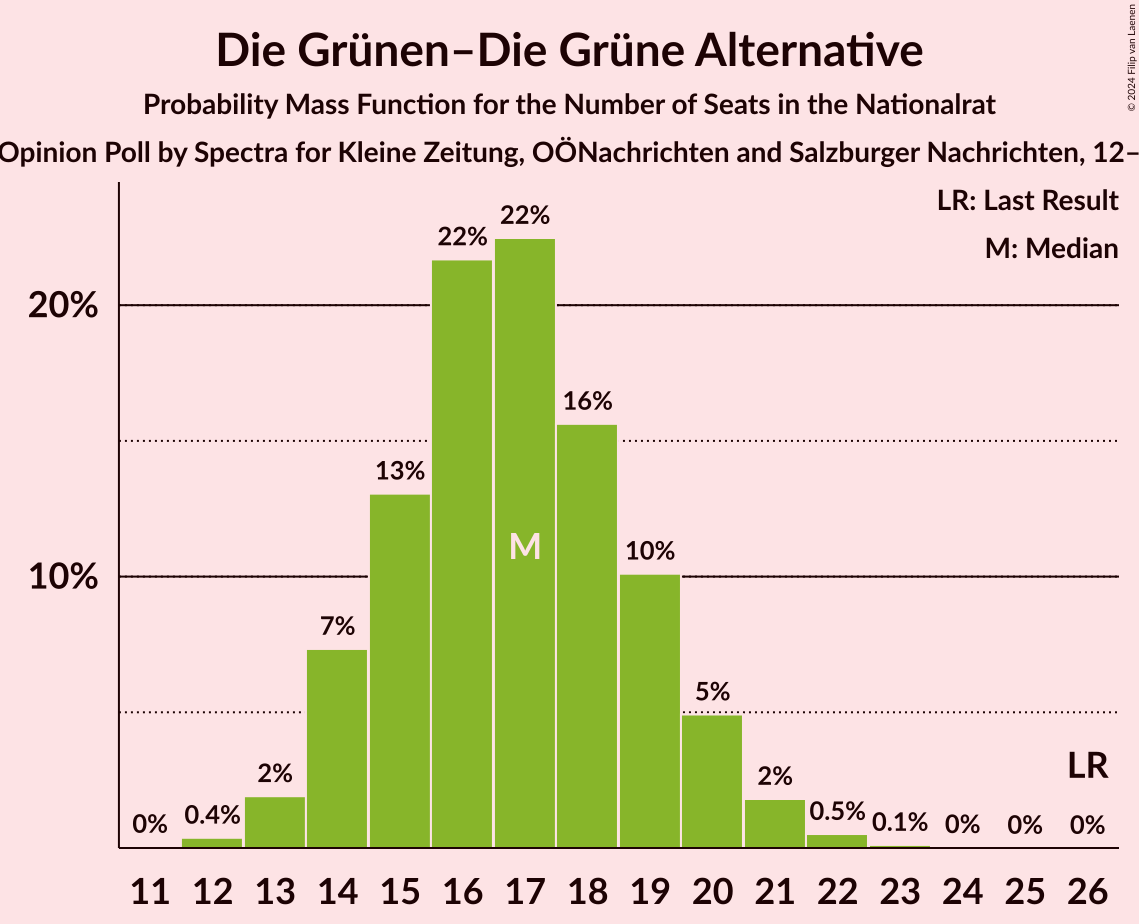 Die Grünen–Die Grüne Alternative
Probability Mass Function for the Number of Seats in the Nationalrat
Opinion Poll by Spectra for Kleine Zeitung, OÖNachrichten and Salzburger Nachrichten, 12–
© 2024 Filip van Laenen
LR: Last Result
M: Median
20%
10%
0%
0.4%
2%
7%
13%
22%
22%
16%
10%
5%
2%
0.5%
0.1%
0%
0%
0%
M
LR
11 12 13 14 15 16 17 18 19 20 21 22 23 24 25 26